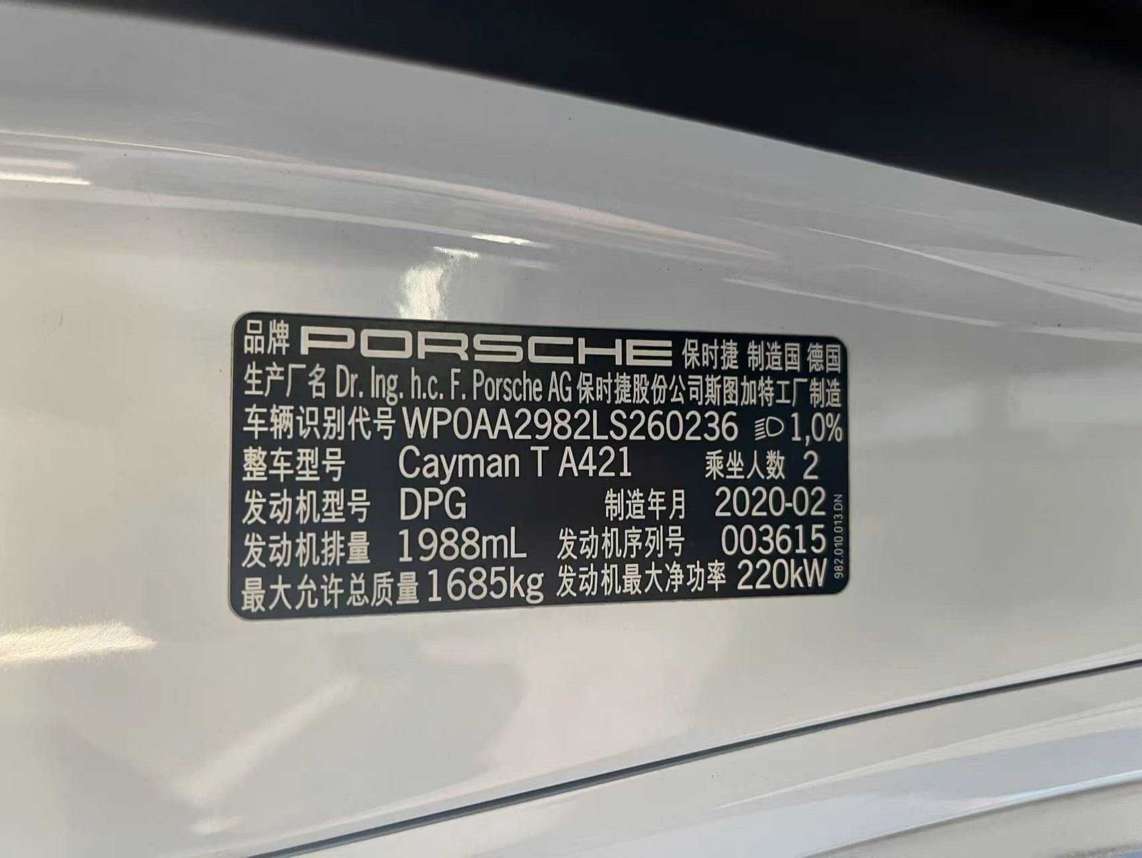 品牌 PORSCHE 保时捷 制造国 德国
生产厂名 Dr. Ing. h.c. F. Porsche AG 保时捷股份公司斯图加特工厂制造
车辆识别代号 WP0AA2982LS260236 1,0%
整车型号 Cayman T A421 乘坐人数 2
发动机型号 DPG 制造年月 2020-02
发动机排量 1988mL 发动机序列号 003615
最大允许总质量 1685kg 发动机最大净功率 220kW
982.010.013.DN